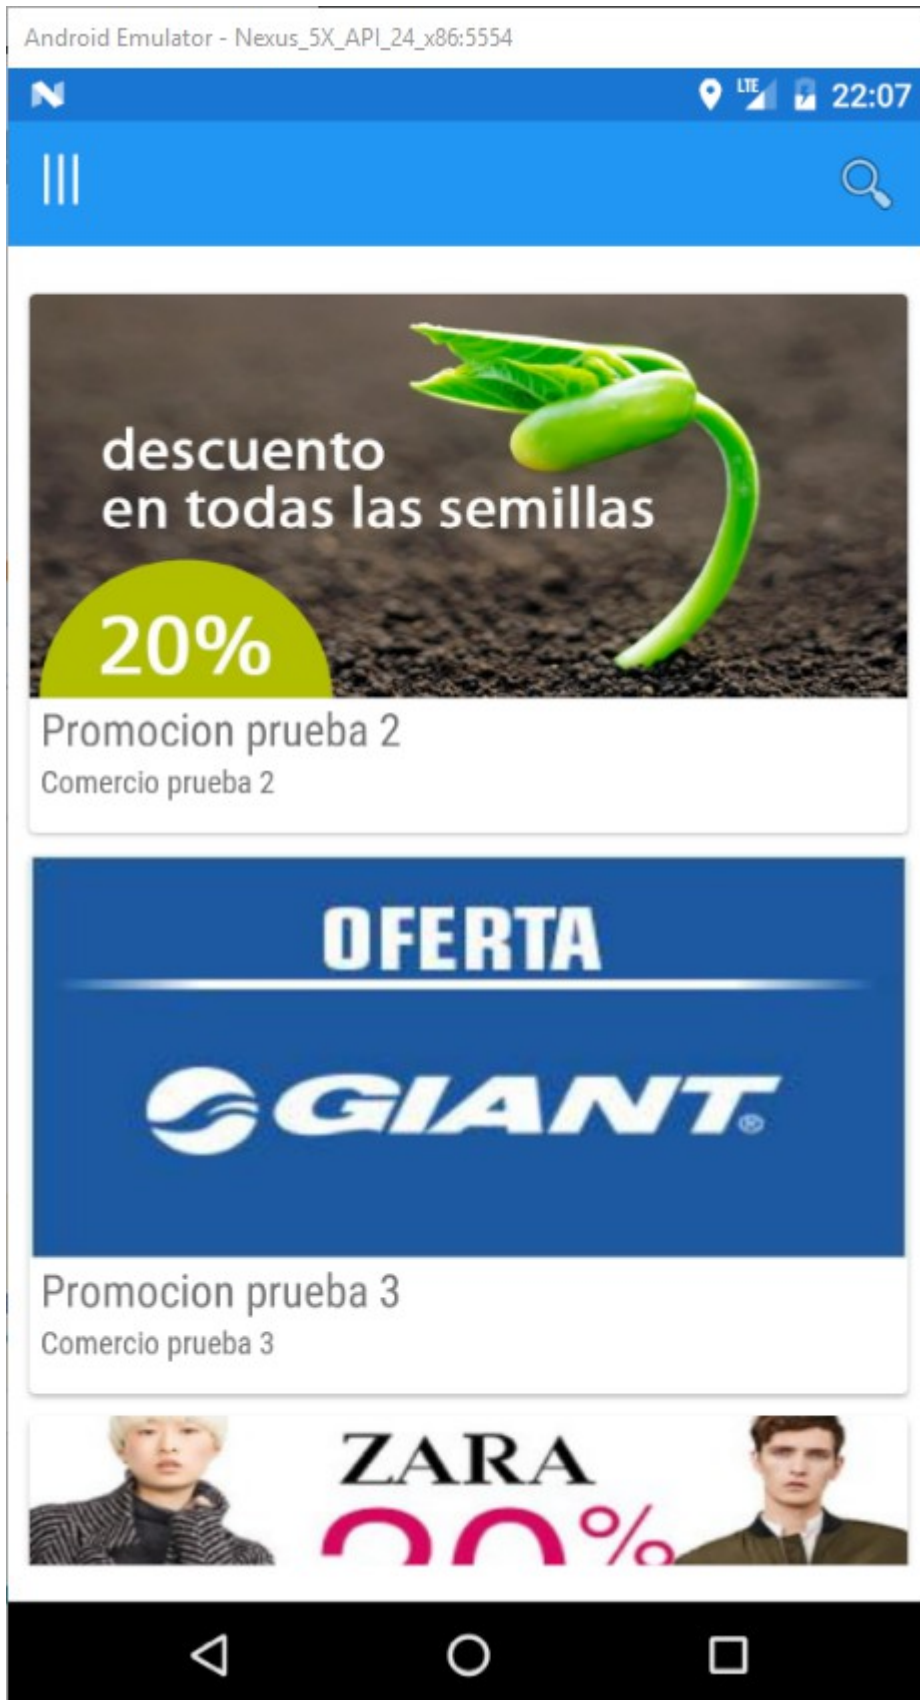 Android Emulator - Nexus_5X_API_24_x86:5554
LTE 22:07
descuento
en todas las semillas
20%
Promocion prueba 2
Comercio prueba 2
OFERTA
GIANT®
Promocion prueba 3
Comercio prueba 3
ZARA